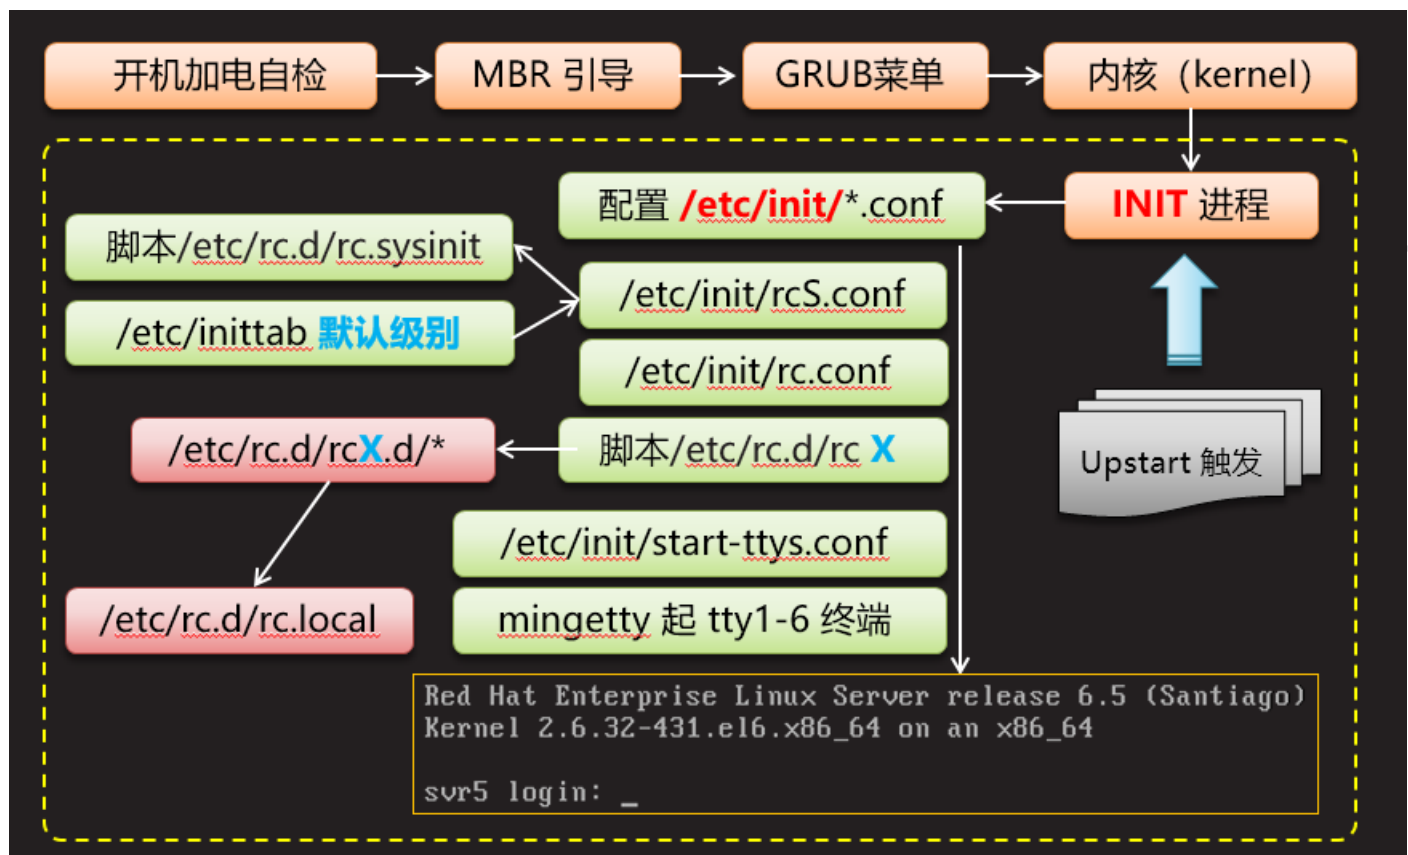 开机加电自检
MBR 引导
GRUB菜单
内核（kernel）
INIT 进程
配置 /etc/init/*.conf
脚本/etc/rc.d/rc.sysinit
/etc/init/rcS.conf
/etc/inittab 默认级别
/etc/init/rc.conf
脚本/etc/rc.d/rc X
/etc/rc.d/rcX.d/*
Upstart 触发
/etc/init/start-ttys.conf
/etc/rc.d/rc.local
mingetty 起 tty1-6 终端
Red Hat Enterprise Linux Server release 6.5 (Santiago)
Kernel 2.6.32-431.el6.x86_64 on an x86_64
svr5 login: _